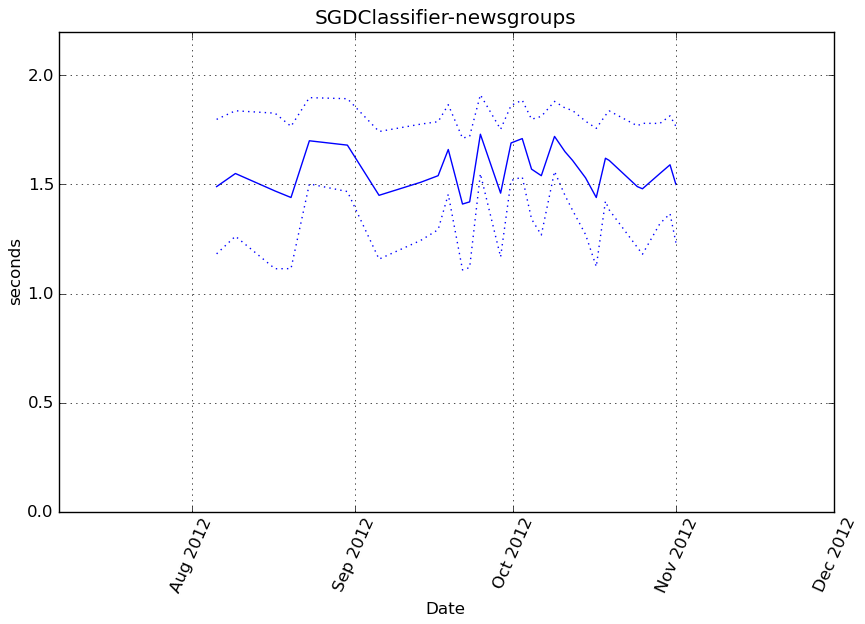 SGDClassifier-newsgroups
2.0
1.5
1.0
0.5
0.0
seconds
Aug 2012
Sep 2012
Oct 2012
Nov 2012
Dec 2012
Date